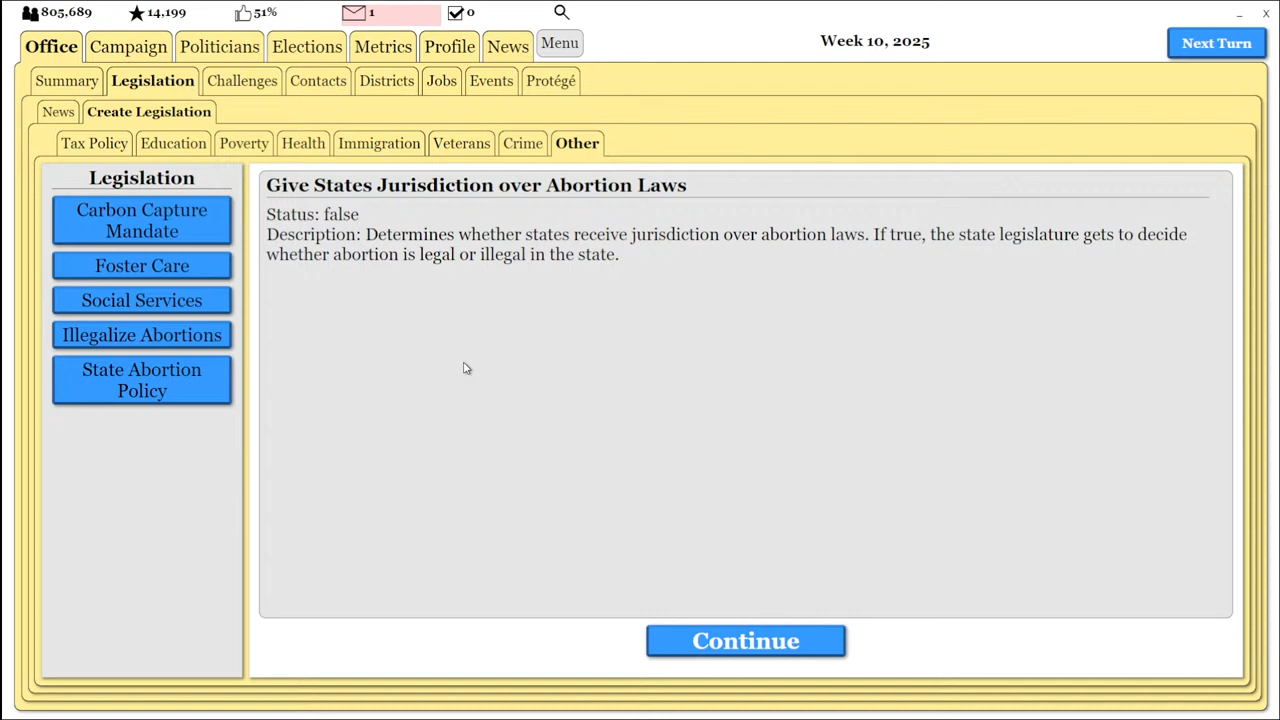 805,689 14,199 51% 1 0 _ x
Office Campaign Politicians Elections Metrics Profile News Menu Week 10, 2025 Next Turn
Summary Legislation Challenges Contacts Districts Jobs Events Protégé
News Create Legislation
Tax Policy Education Poverty Health Immigration Veterans Crime Other
Legislation
Carbon Capture
Mandate
Foster Care
Social Services
Illegalize Abortions
State Abortion
Policy
Give States Jurisdiction over Abortion Laws
Status: false
Description: Determines whether states receive jurisdiction over abortion laws. If true, the state legislature gets to decide
whether abortion is legal or illegal in the state.
Continue